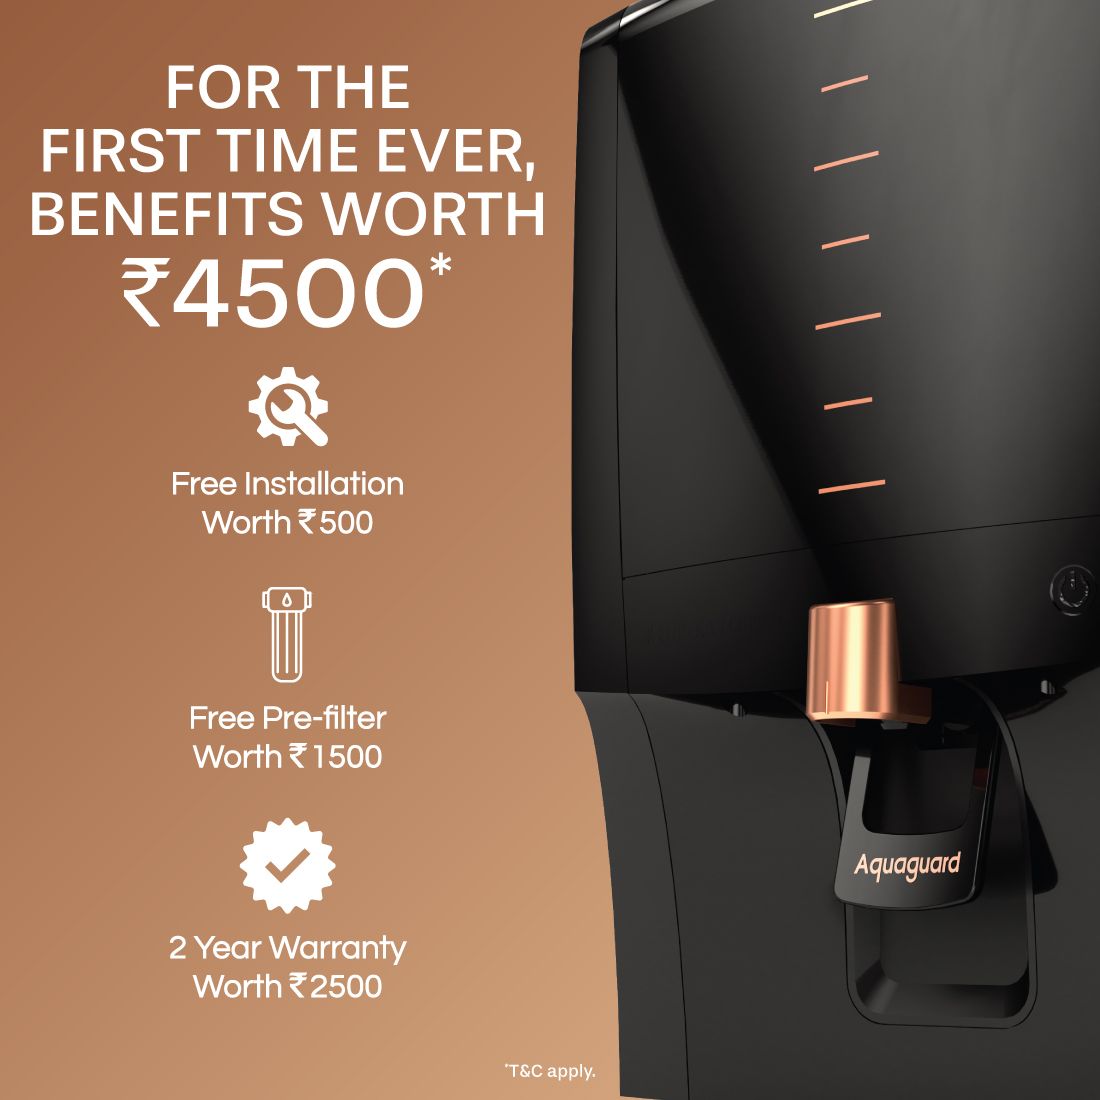 FOR THE
FIRST TIME EVER,
BENEFITS WORTH
₹4500*
Free Installation
Worth ₹500
Free Pre-filter
Worth ₹1500
2 Year Warranty
Worth ₹2500
Aquaguard
*T&C apply.